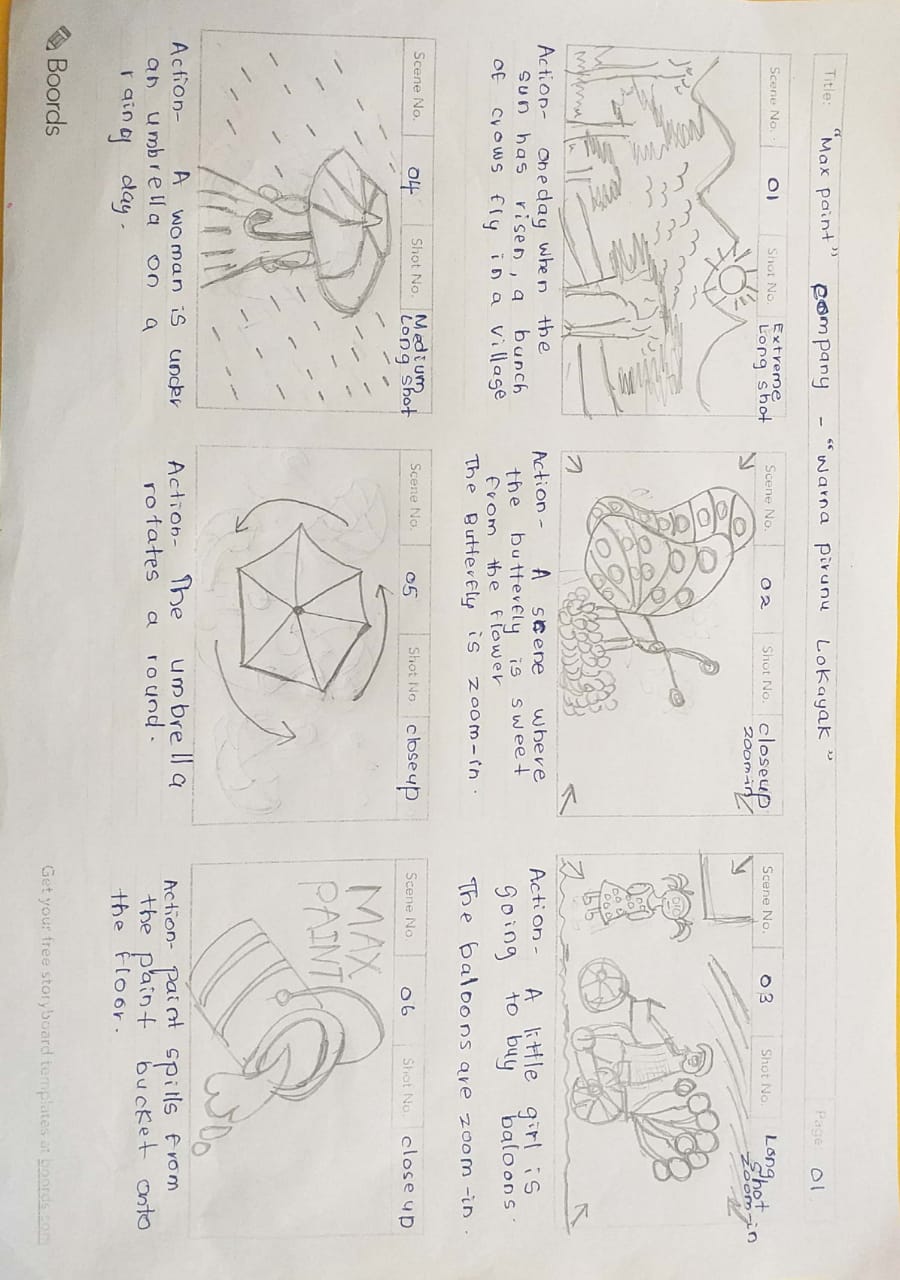 Title: "Max paint" company - "Warna pirunu Lokayak" Page 01
Scene No. 01 Shot No. Extreme Long shot
Action- One day when the
sun has risen, a bunch
of crows fly in a village
Scene No. 02 Shot No. closeup zoom-in
Action- A scene where
the butterfly is sweet
from the flower
The Butterfly is zoom-in.
Scene No. 03 Shot No. Long shot zoom-in
Action- A little girl is
going to buy baloons.
The baloons are zoom-in.
Scene No. 04 Shot No. Medium Long shot
Action- A woman is under
an umbrella on a
raing day.
Scene No. 05 Shot No closeup
Action- The umbrella
rotates a round.
Scene No 06 Shot No closeup
MAX
PAINT
Action- paint spills from
the paint bucket onto
the floor.
Boords
Get your free storyboard templates at boords.com